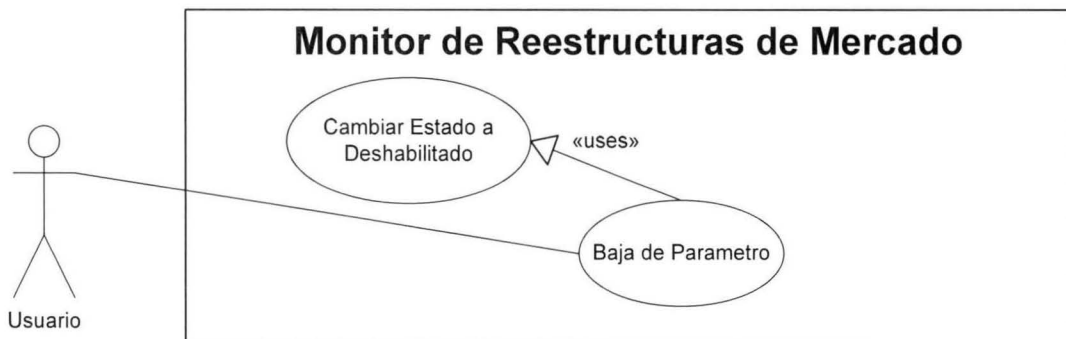 Monitor de Reestructuras de Mercado
Cambiar Estado a
Deshabilitado
«uses»
Baja de Parametro
Usuario